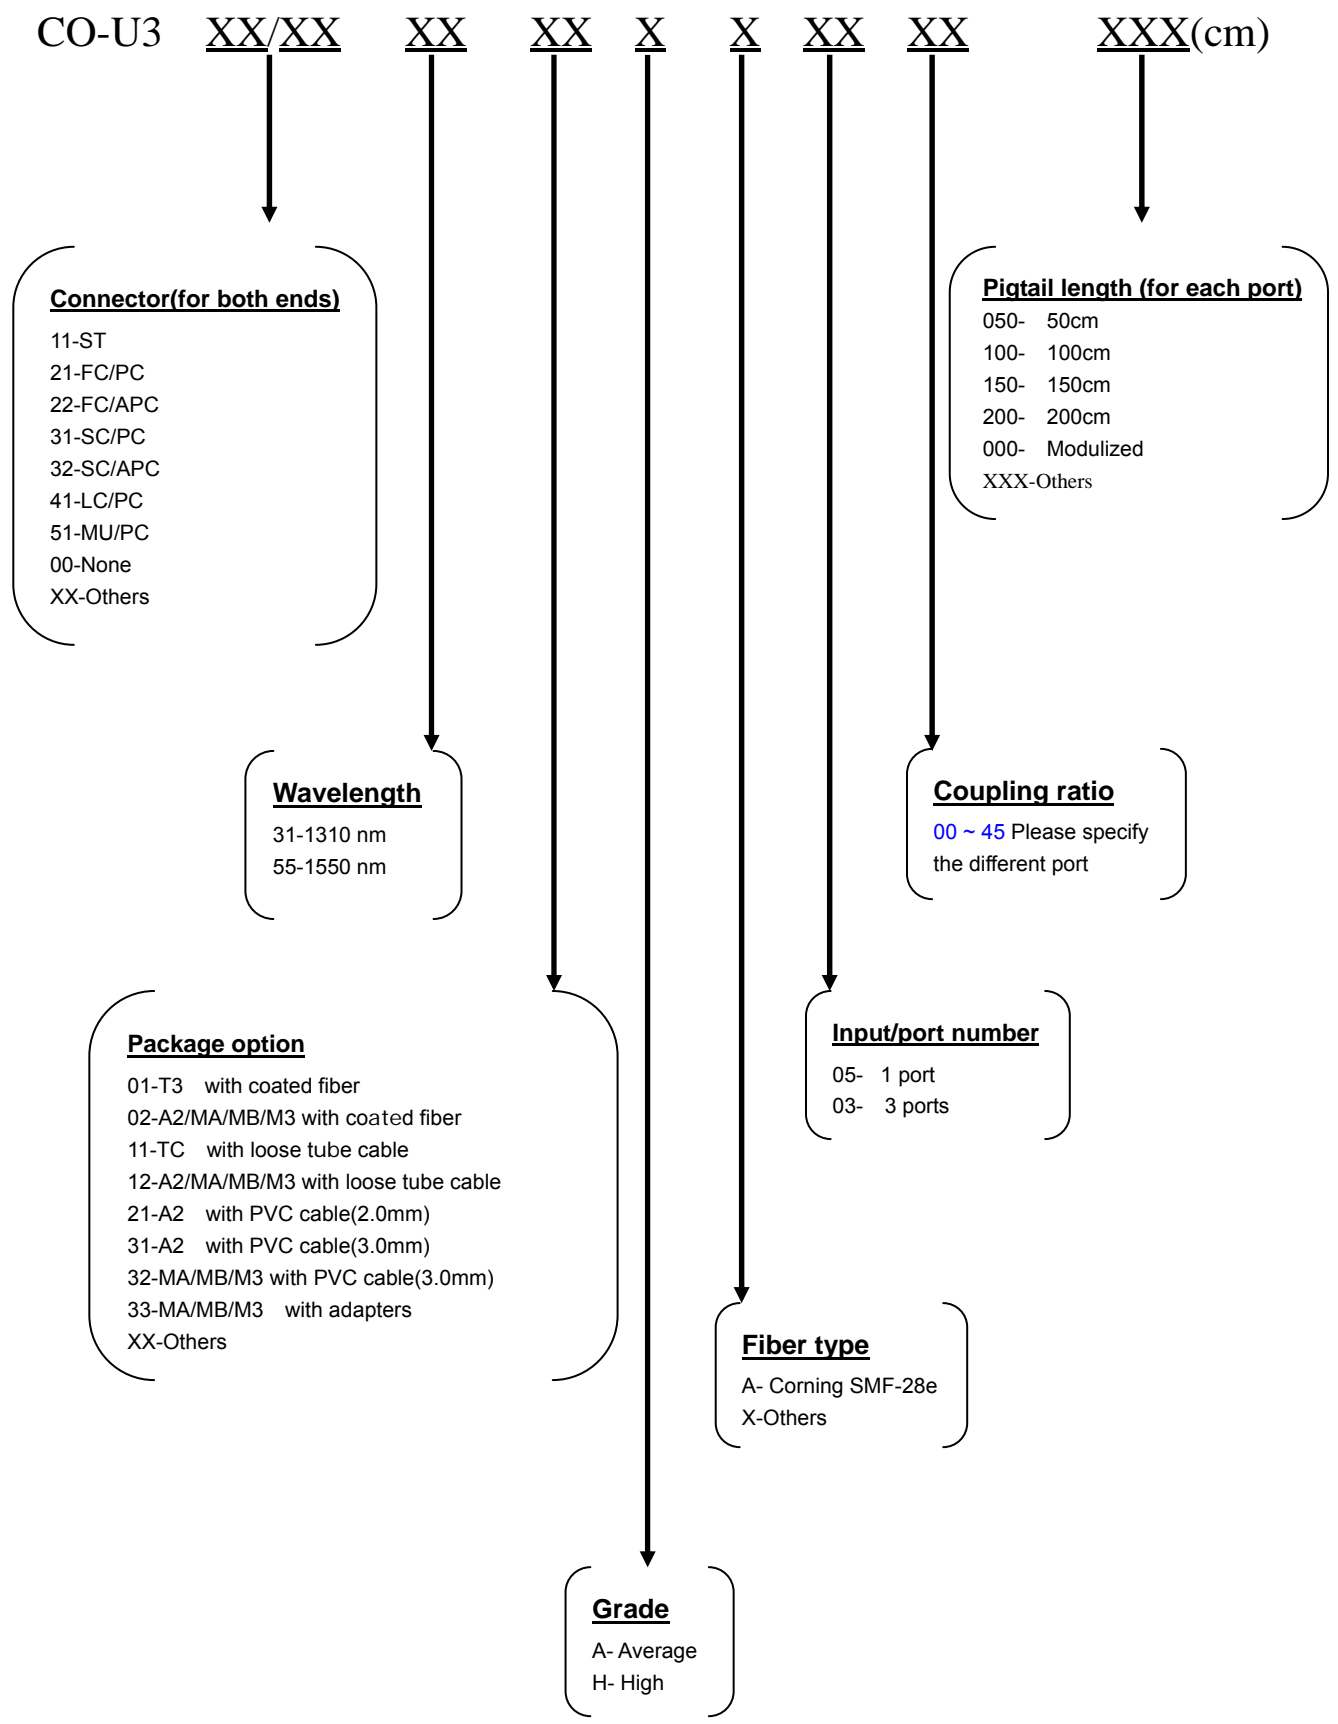 CO-U3 XX/XX XX XX X X XX XX XXX(cm)
Connector(for both ends)
11-ST
21-FC/PC
22-FC/APC
31-SC/PC
32-SC/APC
41-LC/PC
51-MU/PC
00-None
XX-Others
Pigtail length (for each port)
050- 50cm
100- 100cm
150- 150cm
200- 200cm
000- Modulized
XXX-Others
Wavelength
31-1310 nm
55-1550 nm
Coupling ratio
00 ~ 45 Please specify
the different port
Package option
01-T3 with coated fiber
02-A2/MA/MB/M3 with coated fiber
11-TC with loose tube cable
12-A2/MA/MB/M3 with loose tube cable
21-A2 with PVC cable(2.0mm)
31-A2 with PVC cable(3.0mm)
32-MA/MB/M3 with PVC cable(3.0mm)
33-MA/MB/M3 with adapters
XX-Others
Input/port number
05- 1 port
03- 3 ports
Fiber type
A- Corning SMF-28e
X-Others
Grade
A- Average
H- High